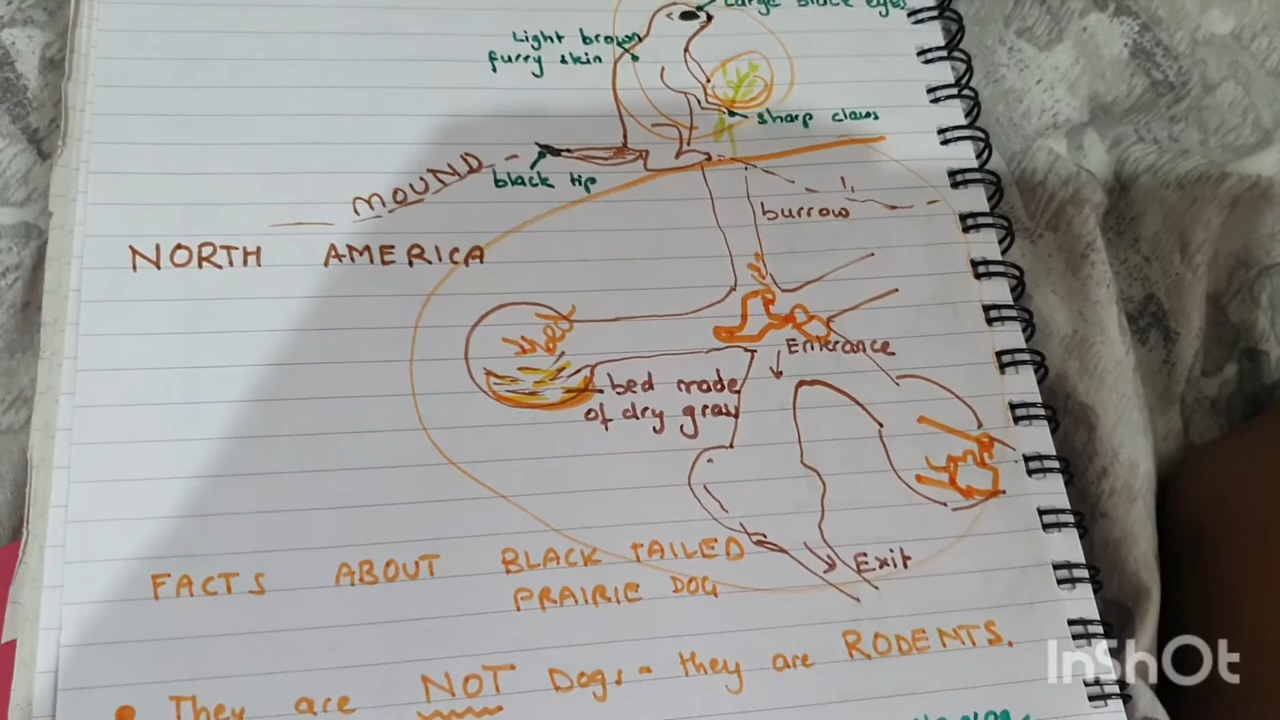 Large black eyes
Light brown
furry skin
sharp claws
MOUND
black tip
burrow
NORTH AMERICA
Entrance
bed made
of dry grass
Exit
FACTS ABOUT BLACK TAILED
PRAIRIE DOG
They are NOT Dogs - they are RODENTS.
InShOt